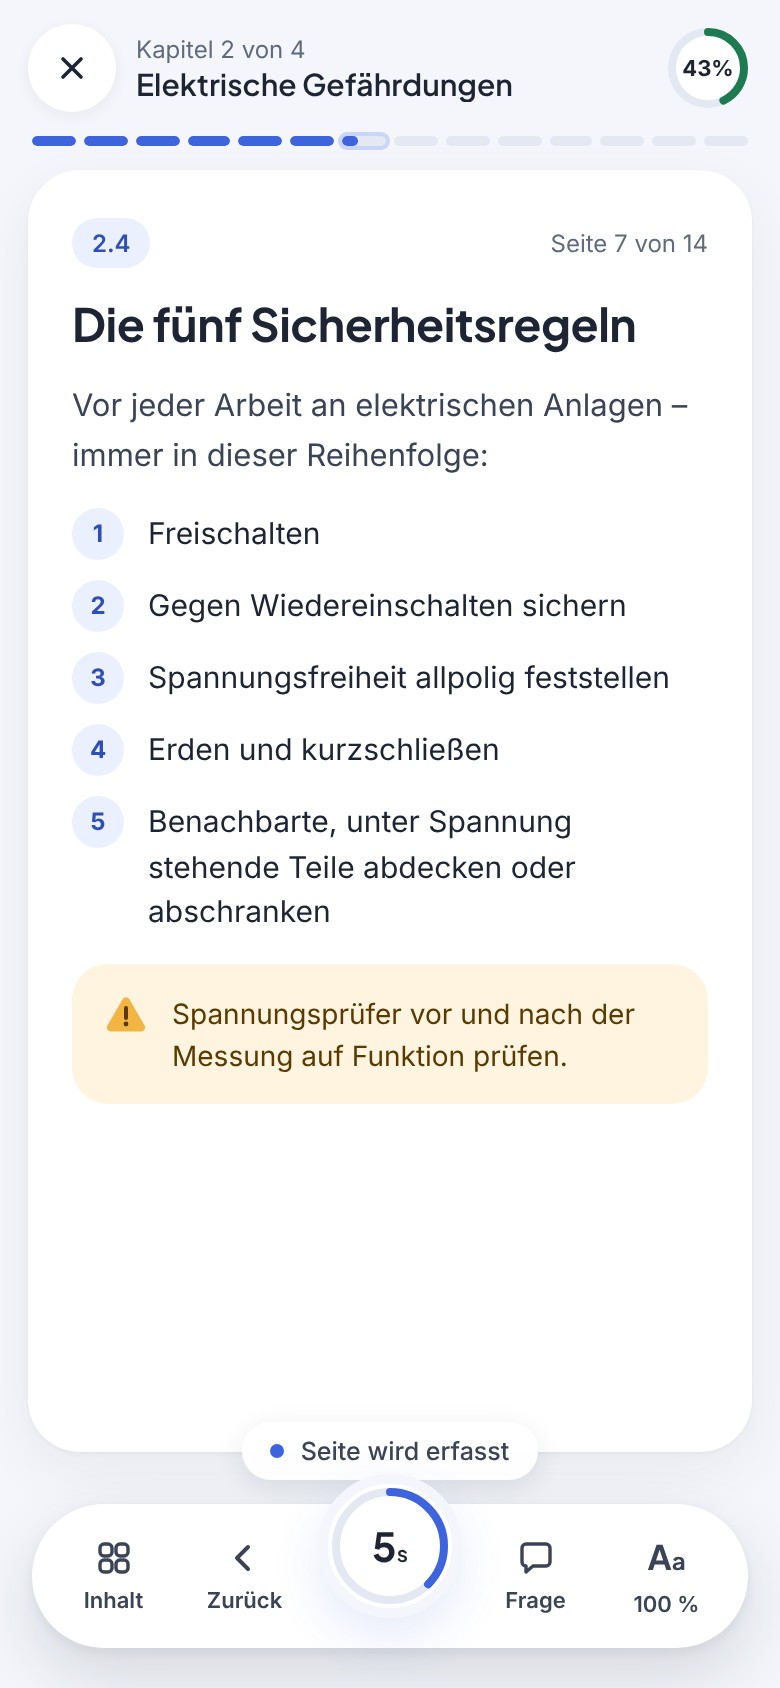 Kapitel 2 von 4
Elektrische Gefährdungen
43%
2.4
Seite 7 von 14
Die fünf Sicherheitsregeln
Vor jeder Arbeit an elektrischen Anlagen –
immer in dieser Reihenfolge:
1 Freischalten
2 Gegen Wiedereinschalten sichern
3 Spannungsfreiheit allpolig feststellen
4 Erden und kurzschließen
5 Benachbarte, unter Spannung
stehende Teile abdecken oder
abschranken
Spannungsprüfer vor und nach der
Messung auf Funktion prüfen.
Seite wird erfasst
Inhalt
Zurück
5s
Frage
Aa
100 %